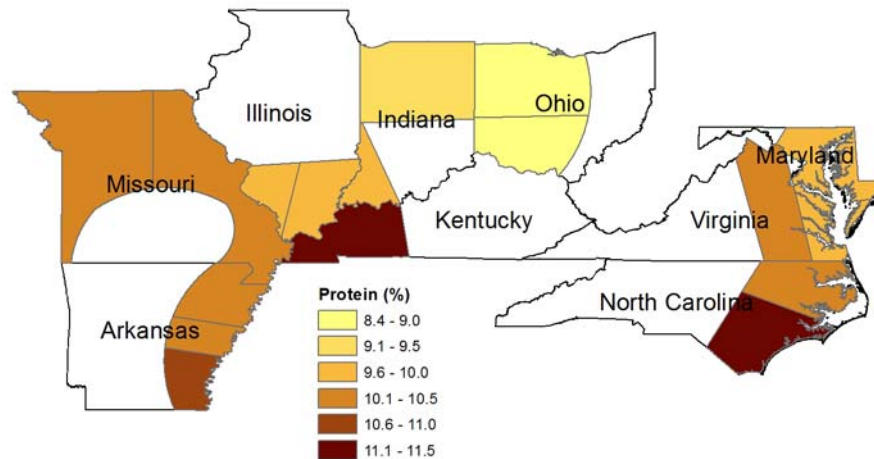 Illinois
Indiana
Ohio
Missouri
Kentucky
Maryland
Virginia
North Carolina
Arkansas
Protein (%)
8.4 - 9.0
9.1 - 9.5
9.6 - 10.0
10.1 - 10.5
10.6 - 11.0
11.1 - 11.5